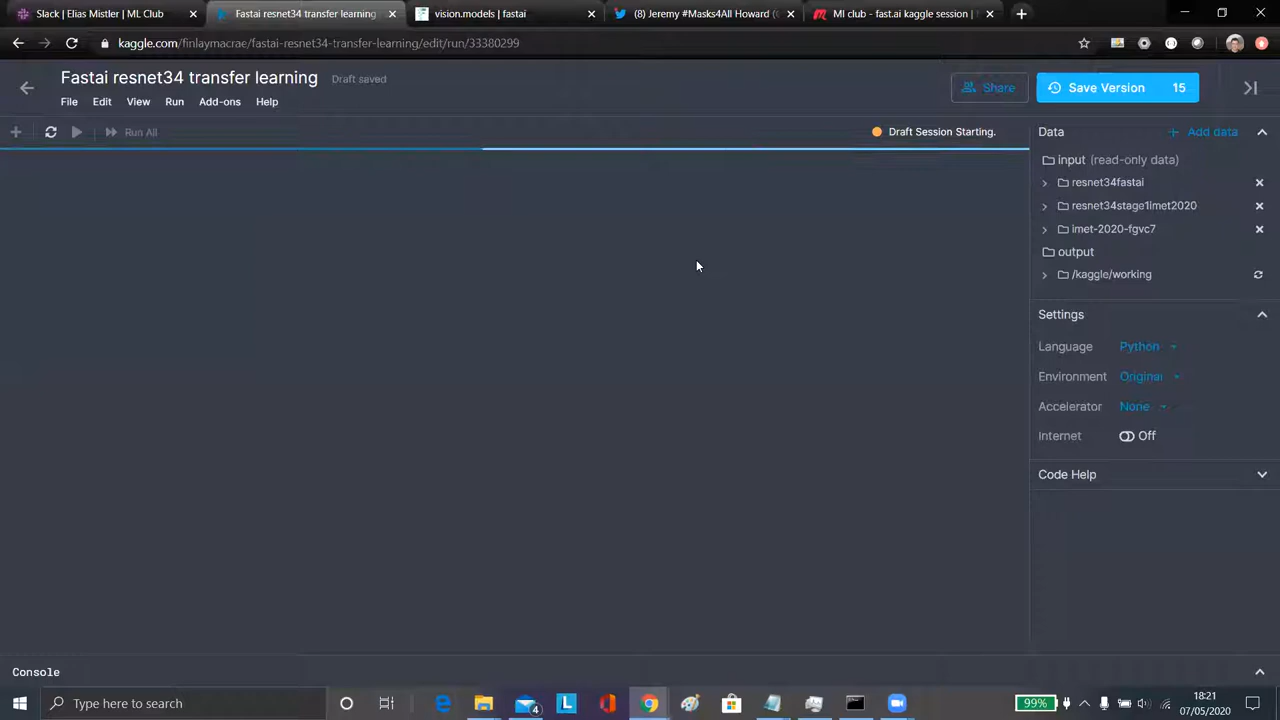 Slack | Elias Mistler | ML Club
Fastai resnet34 transfer learning
vision.models | fastai
(8) Jeremy #Masks4All Howard (
Ml club - fast.ai kaggle session |
kaggle.com/finlaymacrae/fastai-resnet34-transfer-learning/edit/run/33380299
Fastai resnet34 transfer learning Draft saved
Share
Save Version 15
File Edit View Run Add-ons Help
Run All
Draft Session Starting.
Data
Add data
input (read-only data)
resnet34fastai
resnet34stage1imet2020
imet-2020-fgvc7
output
/kaggle/working
Settings
Language Python
Environment Original
Accelerator None
Internet Off
Code Help
Console
Type here to search
4
L
99%
18:21
07/05/2020